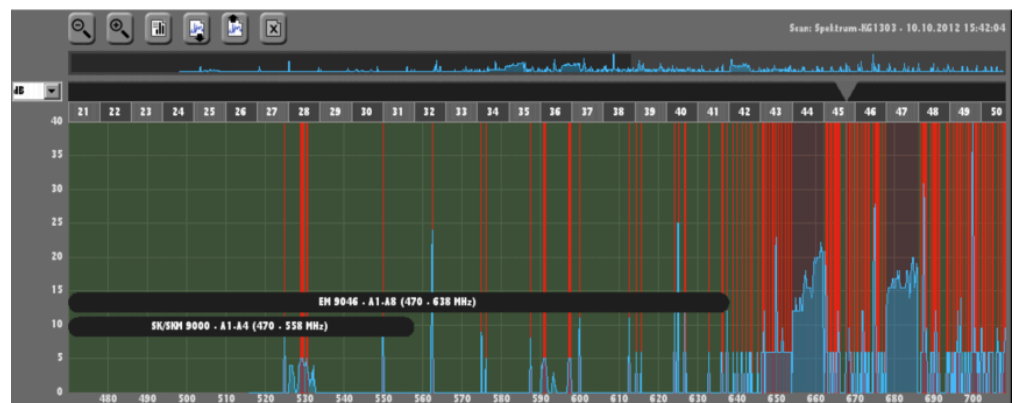 Scan: Spektrum-KG1303 - 10.10.2012 15:42:04
dB
21 22 23 24 25 26 27 28 29 30 31 32 33 34 35 36 37 38 39 40 41 42 43 44 45 46 47 48 49 50
40
35
30
25
20
15
EM 9046 - A1-A8 (470 - 638 MHz)
10
SK/SKM 9000 - A1-A4 (470 - 558 MHz)
5
0
480 490 500 510 520 530 540 550 560 570 580 590 600 610 620 630 640 650 660 670 680 690 700